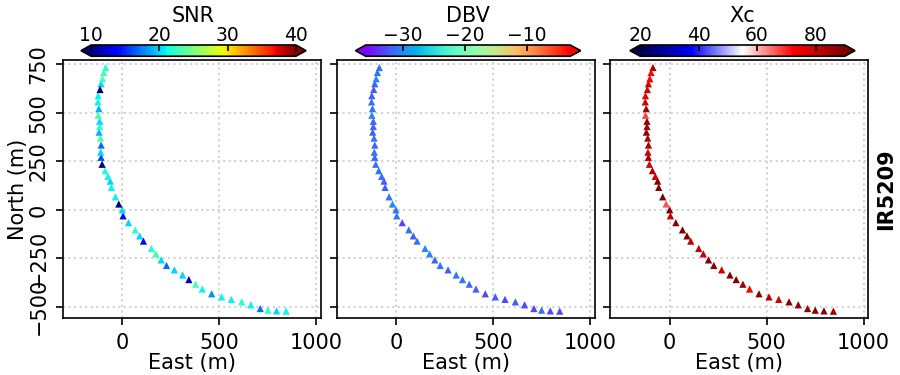 SNR DBV Xc
10 20 30 40 −30 −20 −10 20 40 60 80
North (m)
750
500
250
0
−250
−500
0 500 1000 0 500 1000 0 500 1000
East (m) East (m) East (m)
IR5209